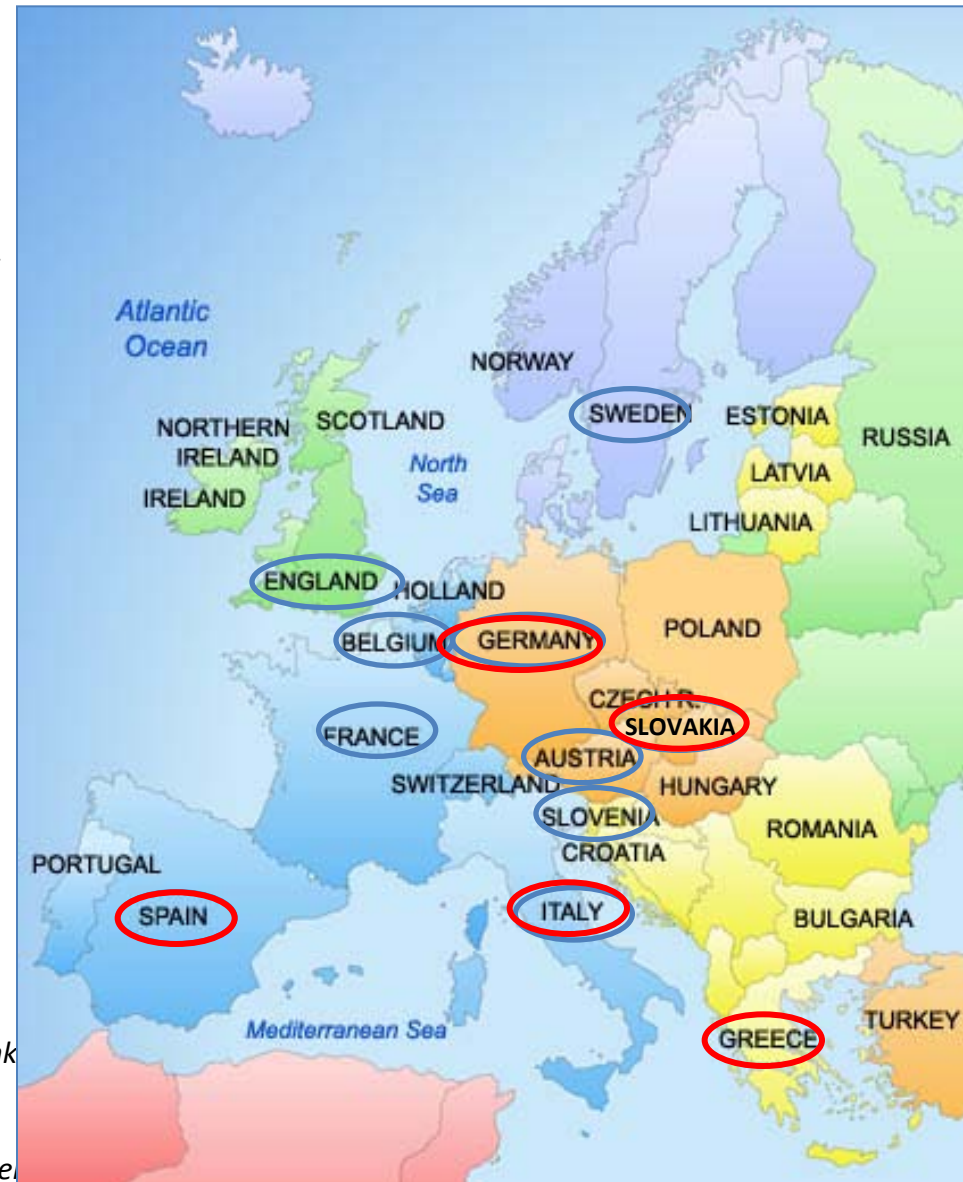 Atlantic
Ocean
NORWAY
SWEDEN
ESTONIA
RUSSIA
NORTHERN
IRELAND
SCOTLAND
North
Sea
LATVIA
IRELAND
LITHUANIA
ENGLAND
HOLLAND
BELGIUM
GERMANY
POLAND
CZECH R.
SLOVAKIA
FRANCE
AUSTRIA
SWITZERLAND
HUNGARY
SLOVENIA
ROMANIA
CROATIA
PORTUGAL
SPAIN
ITALY
BULGARIA
Mediterranean Sea
TURKEY
GREECE